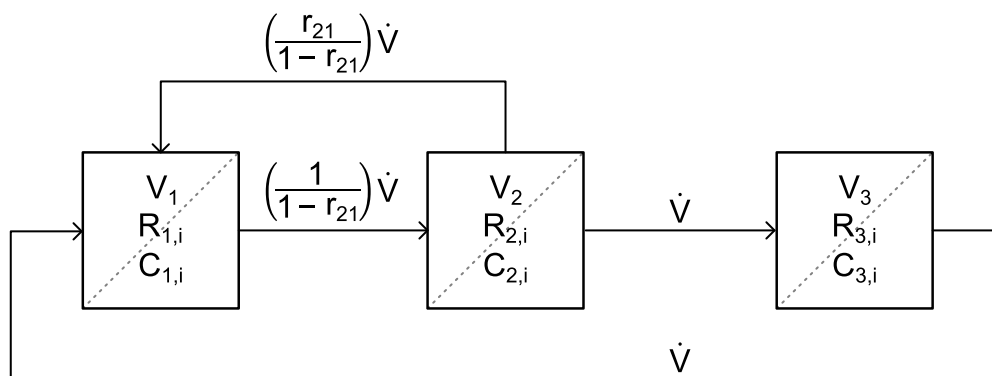 (r₂₁ / 1 − r₂₁) V̇
V₁
R₁,ᵢ
C₁,ᵢ
(1 / 1 − r₂₁) V̇
V₂
R₂,ᵢ
C₂,ᵢ
V̇
V₃
R₃,ᵢ
C₃,ᵢ
V̇